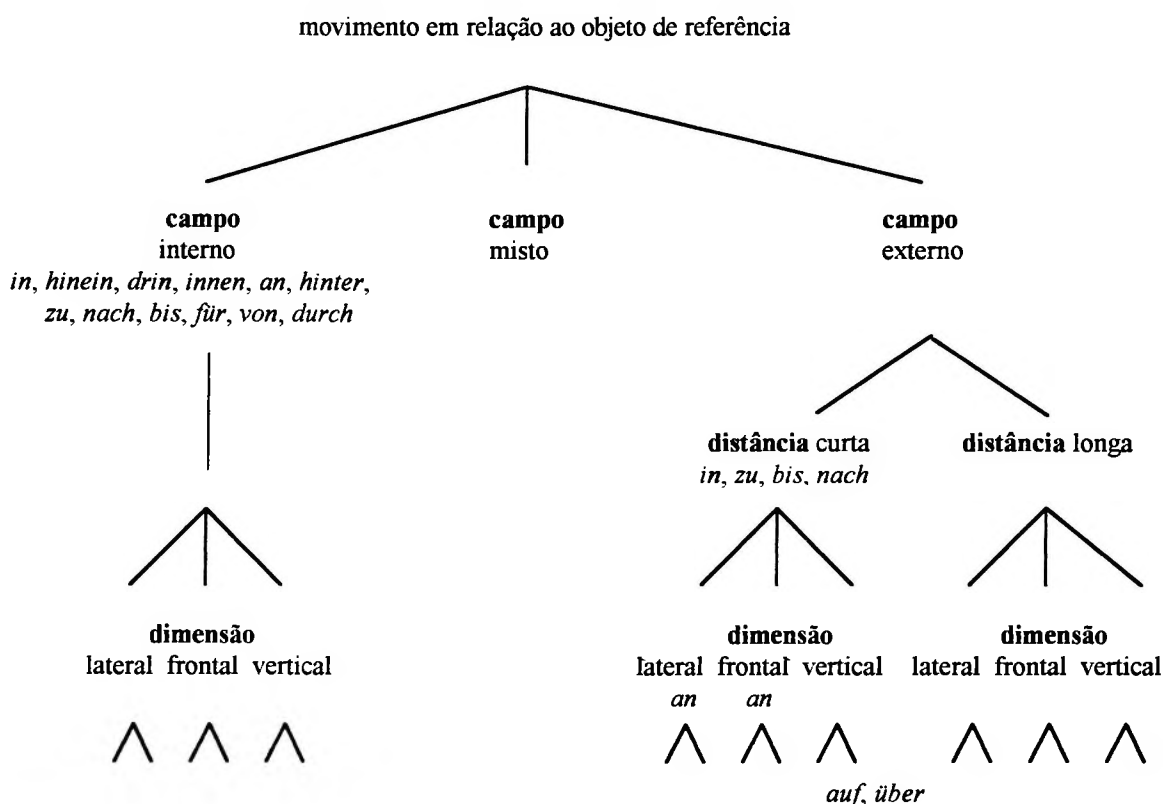 movimento em relação ao objeto de referência
campo campo campo
interno misto externo
in, hinein, drin, innen, an, hinter,
zu, nach, bis, für, von, durch
distância curta distância longa
in, zu, bis, nach
dimensão dimensão dimensão
lateral frontal vertical lateral frontal vertical lateral frontal vertical
an an
auf, über